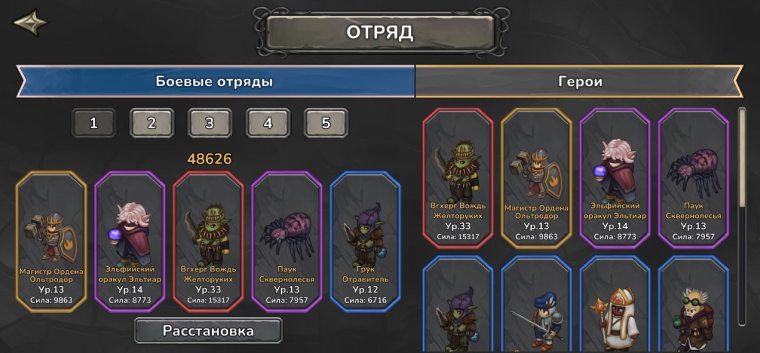 ОТРЯД
Боевые отряды
Герои
1 2 3 4 5
48626
Магистр Ордена
Ольтродор
Ур.13
Сила: 9863
Эльфийский
оракул Эльтиар
Ур.14
Сила: 8773
Вгхерг Вождь
Желторуких
Ур.33
Сила: 15317
Паук
Сквернолесья
Ур.13
Сила: 7957
Грук
Отравитель
Ур.12
Сила: 6716
Расстановка
Вгхерг Вождь
Желторуких
Ур.33
Сила: 15317
Магистр Ордена
Ольтродор
Ур.13
Сила: 9863
Эльфийский
оракул Эльтиар
Ур.14
Сила: 8773
Паук
Сквернолесья
Ур.13
Сила: 7957